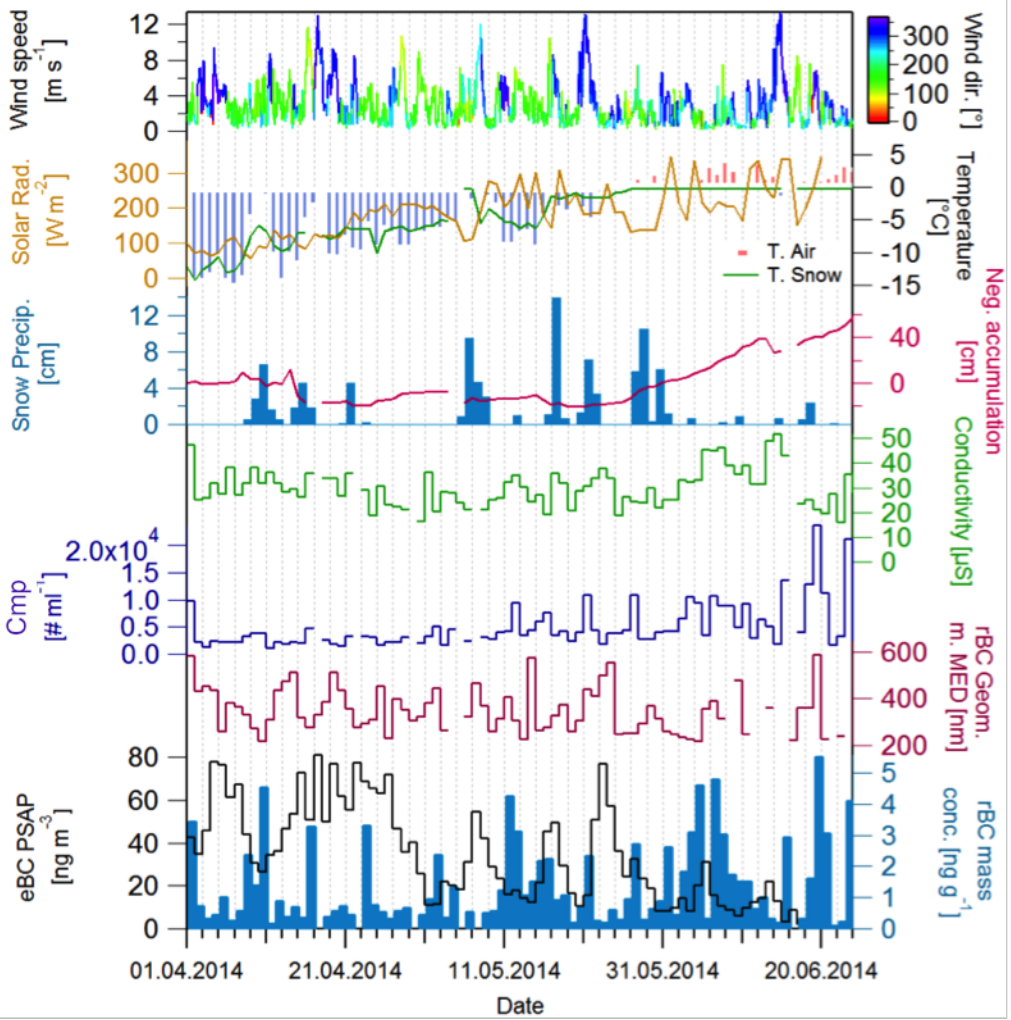 Wind speed
[m s⁻¹]
12
8
4
0
300
200
100
0
Wind dir. [°]
Solar Rad.
[W m⁻²]
300
200
100
0
5
0
-5
-10
-15
Temperature
[°C]
T. Air
T. Snow
Snow Precip.
[cm]
12
8
4
0
40
0
Neg. accumulation
[cm]
50
40
30
20
10
0
Conductivity [µS]
Cmp
[# ml⁻¹]
2.0x10⁴
1.5
1.0
0.5
0.0
600
400
200
rBC Geom.
m. MED [nm]
eBC PSAP
[ng m⁻³]
80
60
40
20
0
5
4
3
2
1
0
rBC mass
conc. [ng g⁻¹]
01.04.2014
21.04.2014
11.05.2014
31.05.2014
20.06.2014
Date